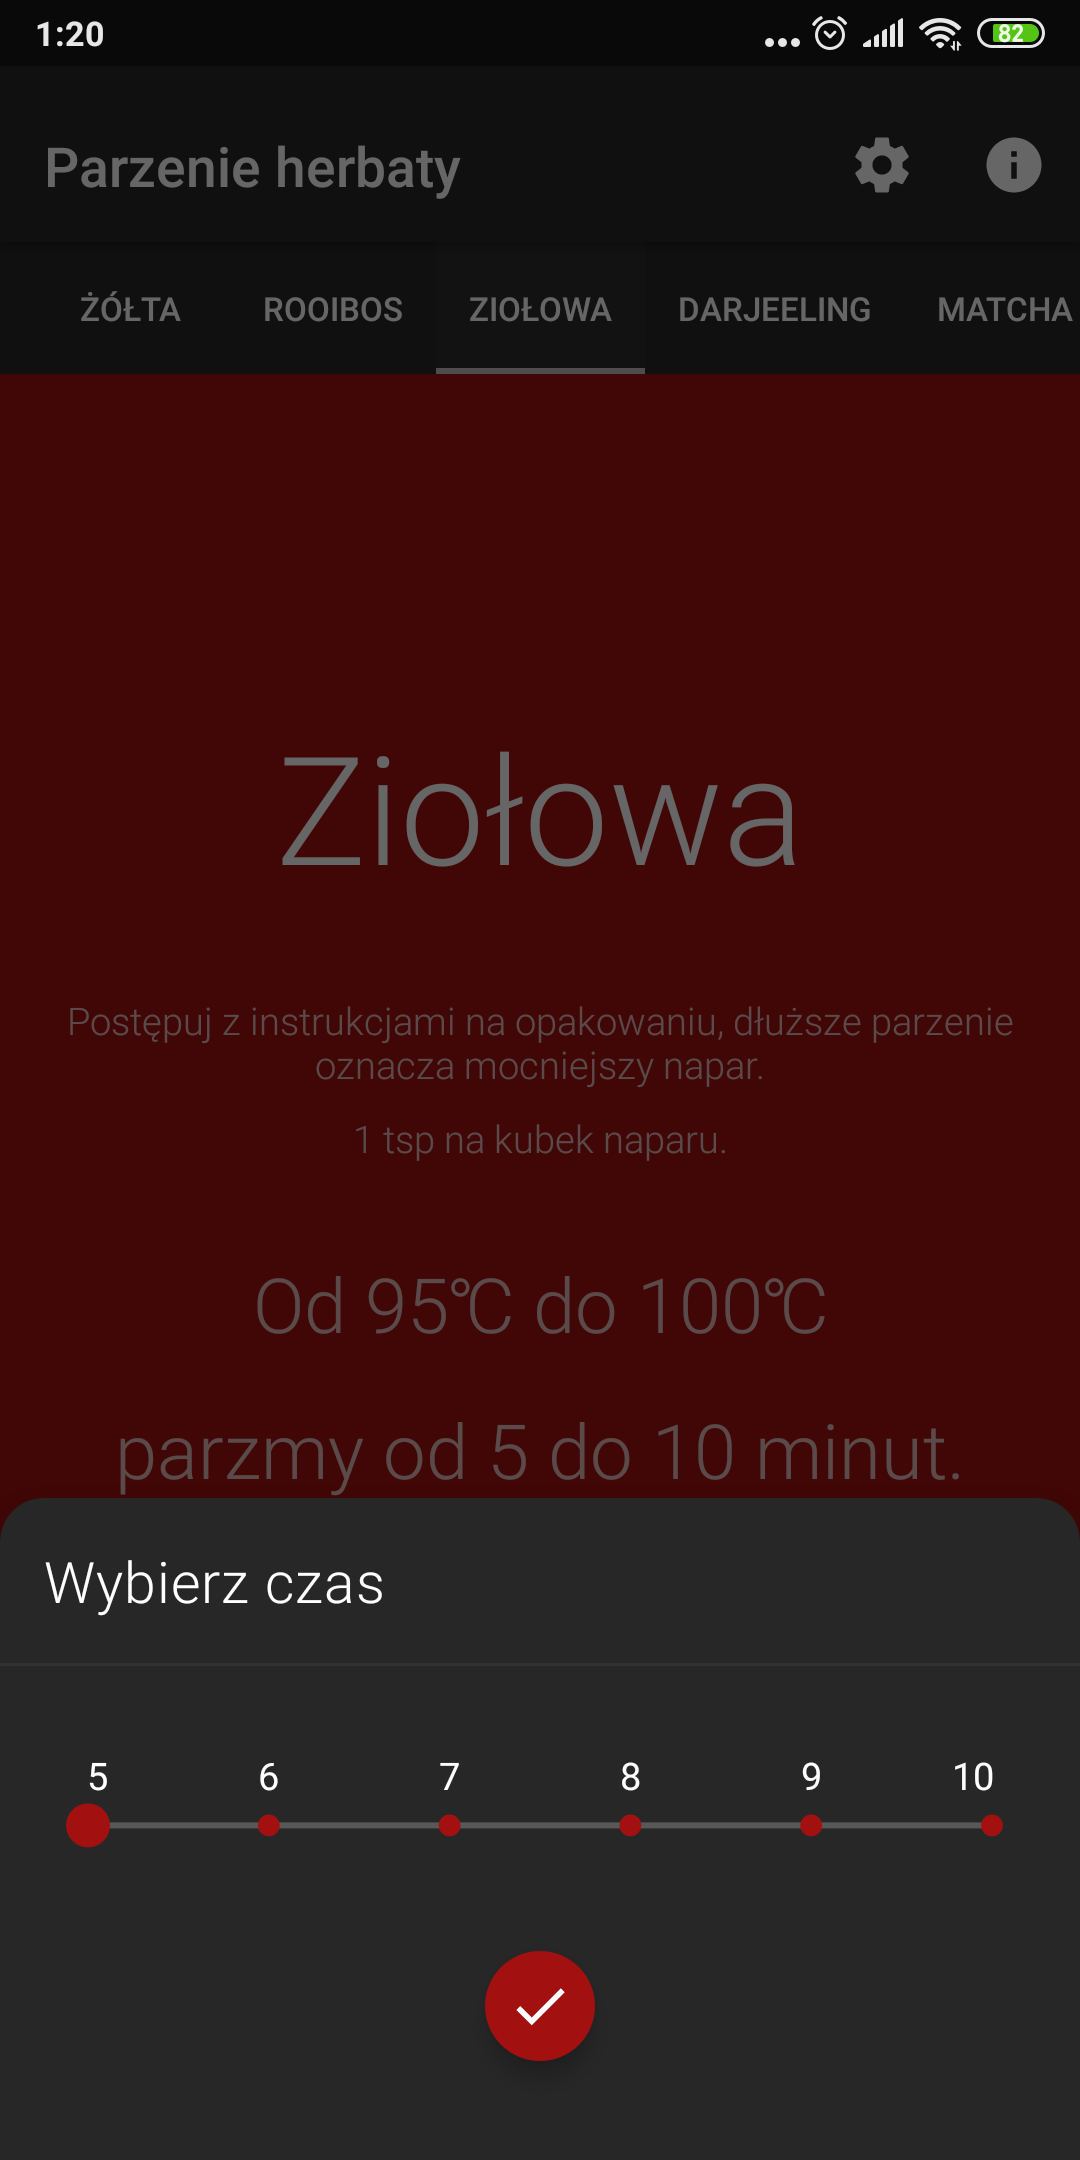 1:20
82
Parzenie herbaty
ŻÓŁTA ROOIBOS ZIOŁOWA DARJEELING MATCHA
Ziołowa
Postępuj z instrukcjami na opakowaniu, dłuższe parzenie
oznacza mocniejszy napar.
1 tsp na kubek naparu.
Od 95℃ do 100℃
parzmy od 5 do 10 minut.
Wybierz czas
5 6 7 8 9 10